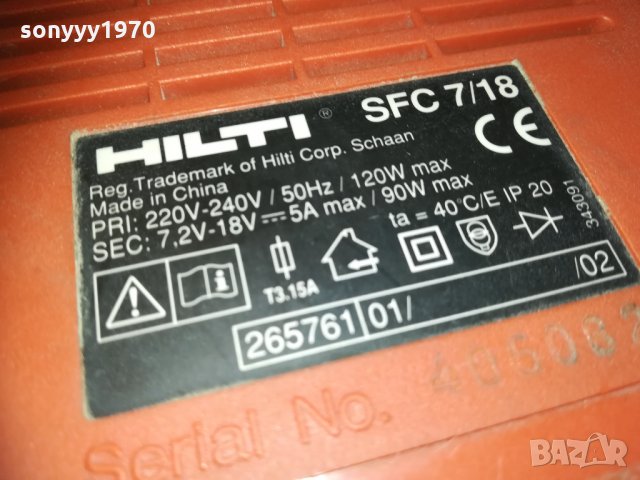 sonyyy1970
HILTI ® SFC 7/18
Reg. Trademark of Hilti Corp. Schaan
Made in China
PRI: 220V-240V / 50Hz / 120W max
SEC: 7,2V-18V⎓5A max / 90W max
CE
ta = 40°C/E IP 20
343091
T3.15A
265761 01/ /02
Serial No. 405087
BAZAR